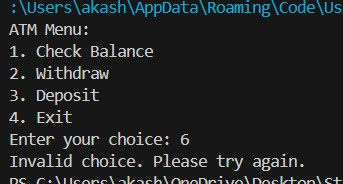 :\Users\akash\AppData\Roaming\Code\Us
ATM Menu:
1. Check Balance
2. Withdraw
3. Deposit
4. Exit
Enter your choice: 6
Invalid choice. Please try again.
PS C:\Users\akash\OneDrive\Desktop\St